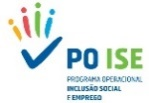 PO ISE
PROGRAMA OPERACIONAL
INCLUSÃO SOCIAL
E EMPREGO